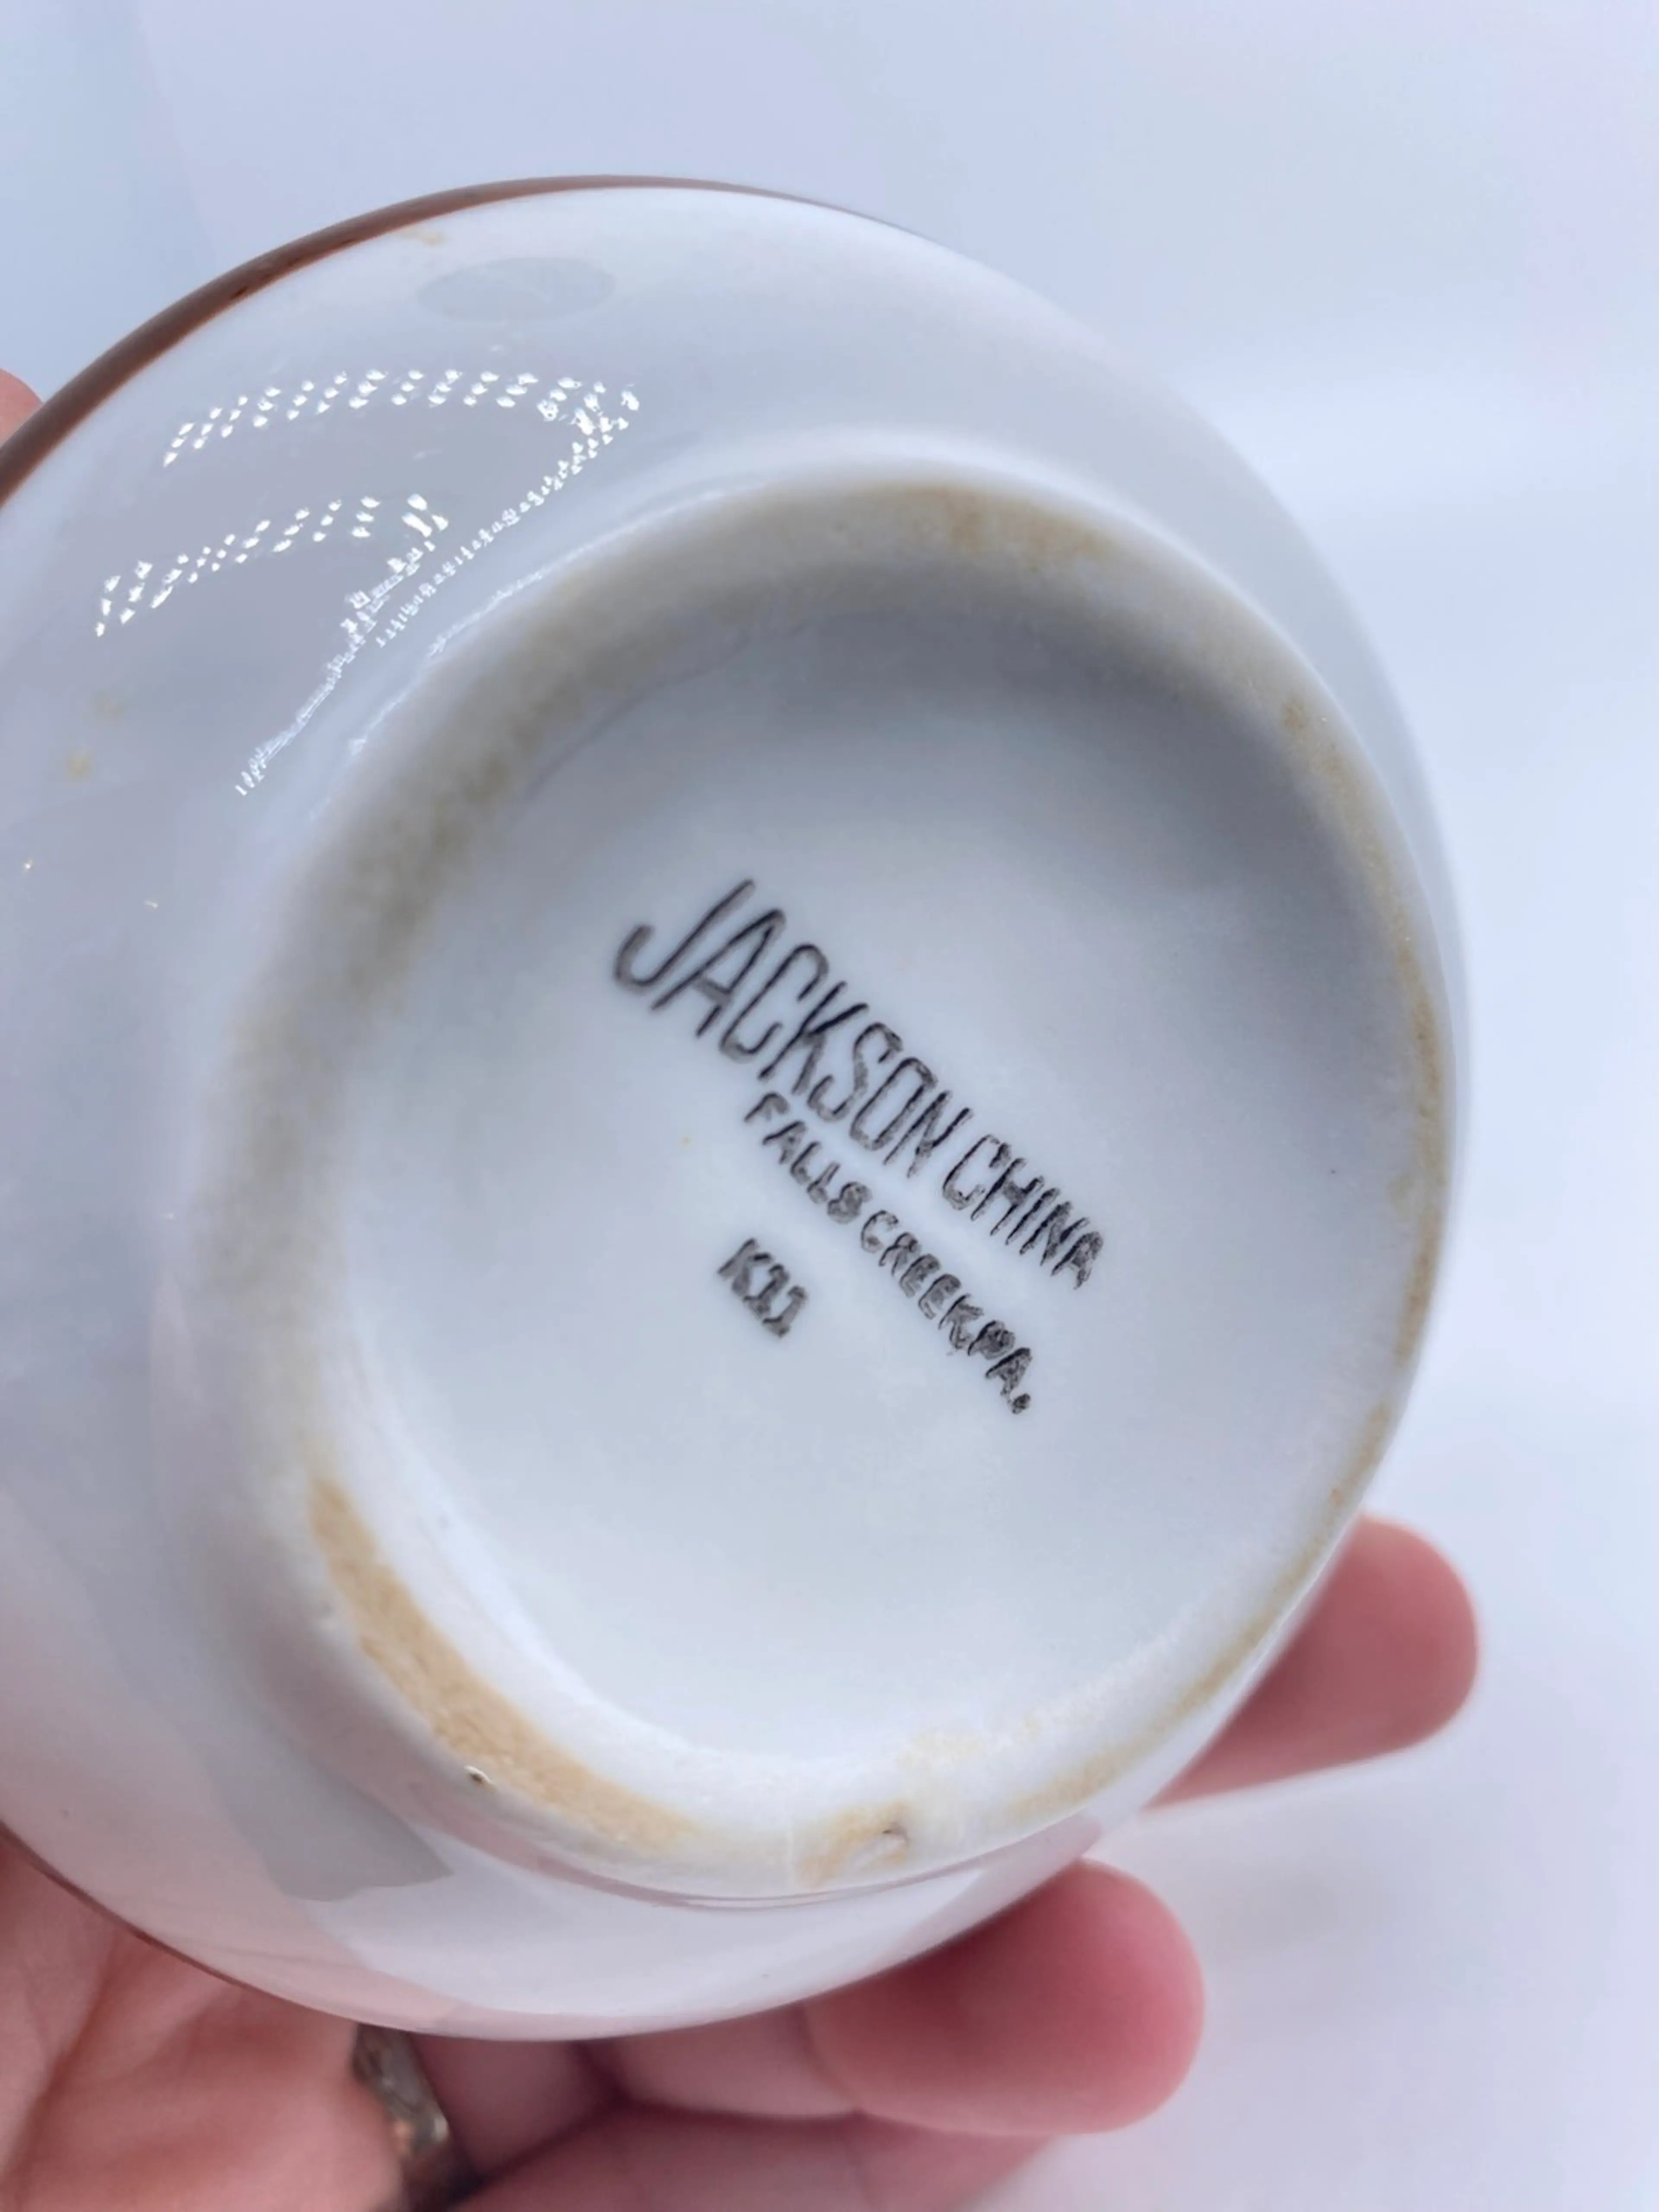 JACKSON CHINA
FALLS CREEK PA.
K11